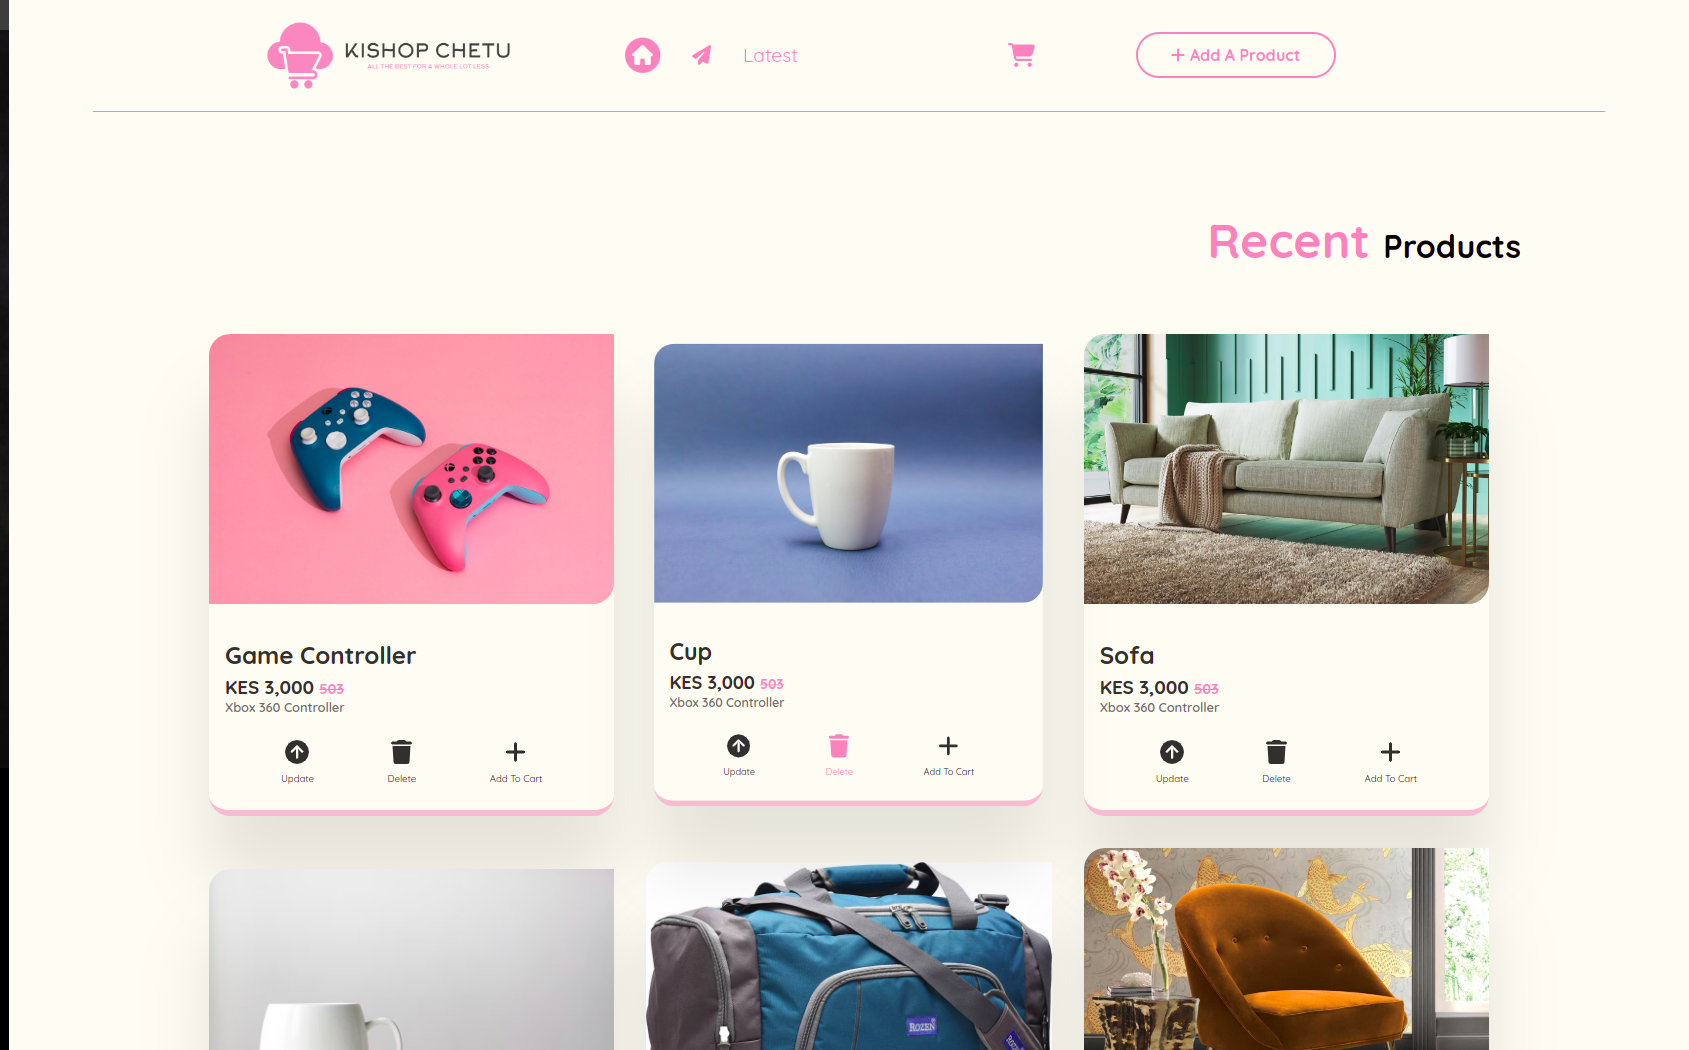 KISHOP CHETU
ALL THE BEST FOR A WHOLE LOT LESS
Latest
Add A Product
Recent Products
Game Controller
KES 3,000 503
Xbox 360 Controller
Update Delete Add To Cart
Cup
KES 3,000 503
Xbox 360 Controller
Update Delete Add To Cart
Sofa
KES 3,000 503
Xbox 360 Controller
Update Delete Add To Cart
ROZEN
ROZEN